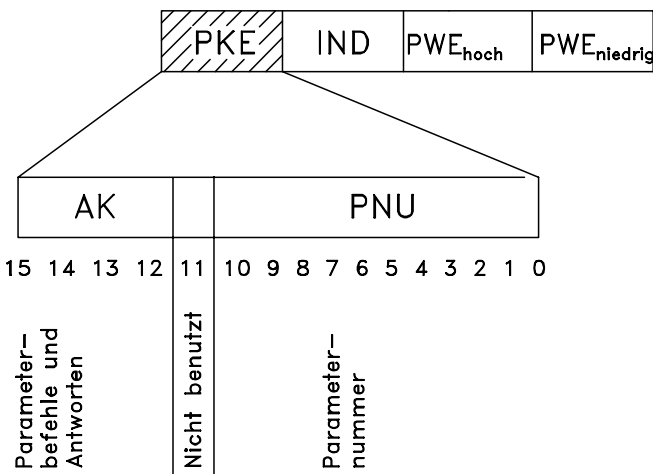 PKE IND PWEhoch PWEniedrig
AK PNU
15 14 13 12 11 10 9 8 7 6 5 4 3 2 1 0
Parameter-
befehle und
Antworten
Nicht benutzt
Parameter-
nummer